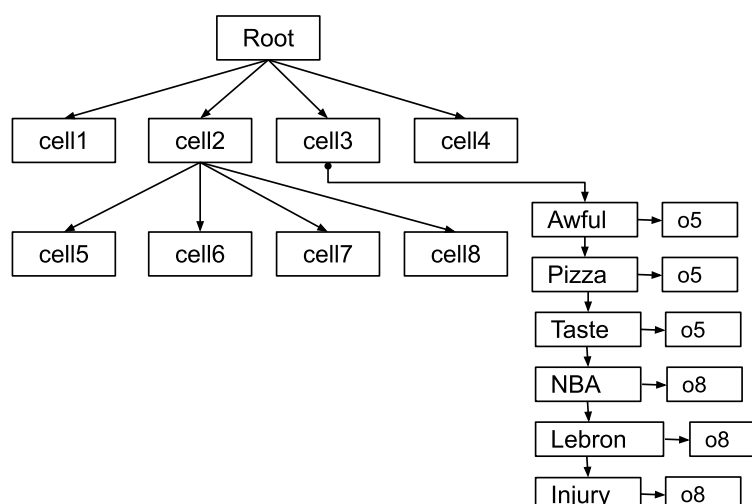 Root
cell1 cell2 cell3 cell4
Awful o5
cell5 cell6 cell7 cell8
Pizza o5
Taste o5
NBA o8
Lebron o8
Injury o8